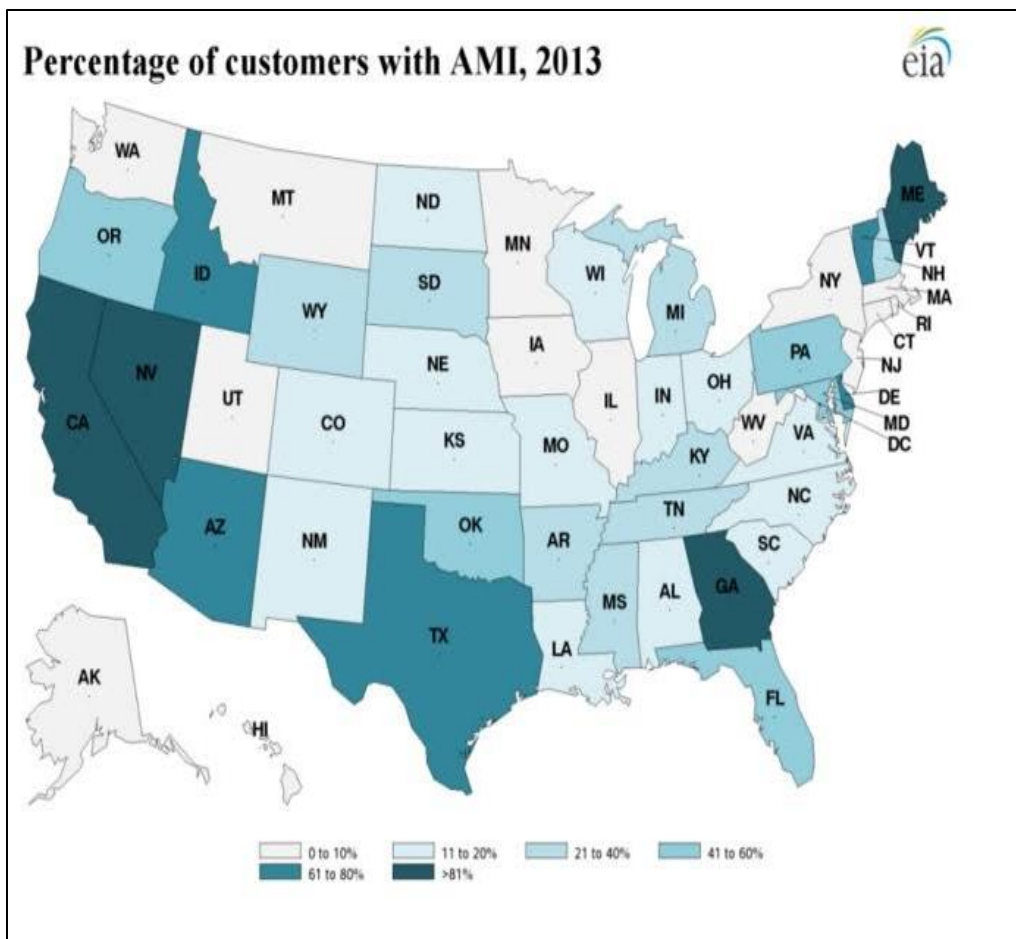 Percentage of customers with AMI, 2013
eia
WA
MT
ND
MN
ME
OR
ID
WY
SD
WI
MI
NY
VT
NH
MA
RI
CT
NJ
PA
IA
NE
NV
UT
CO
IL
IN
OH
DE
MD
DC
CA
KS
MO
WV
VA
KY
NC
AZ
NM
OK
AR
TN
SC
MS
AL
GA
TX
LA
FL
AK
HI
0 to 10% 11 to 20% 21 to 40% 41 to 60%
61 to 80% >81%